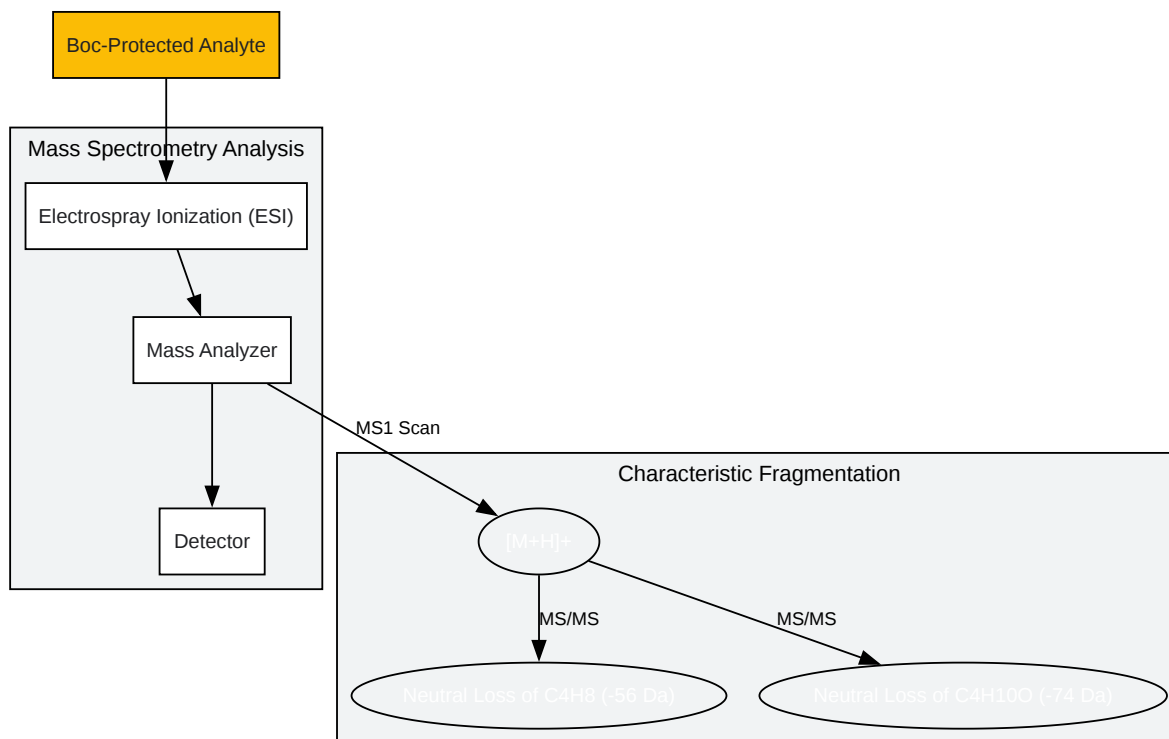 Boc-Protected Analyte
Mass Spectrometry Analysis
Electrospray Ionization (ESI)
Mass Analyzer
MS1 Scan
Characteristic Fragmentation
Detector
[M+H]+
MS/MS
MS/MS
Neutral Loss of C4H8 (-56 Da)
Neutral Loss of C4H10O (-74 Da)